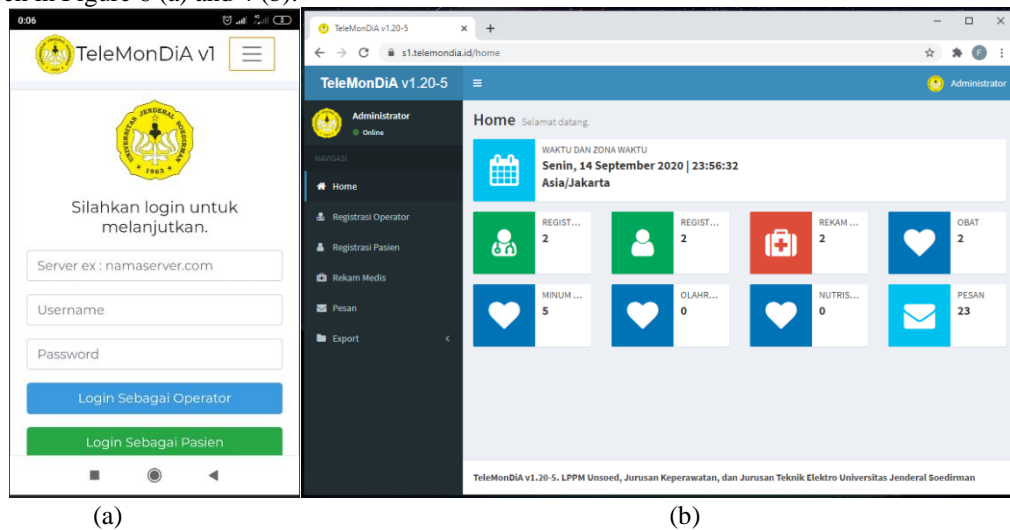 en in Figure 6 (a) and 4 (b).
0:06
TeleMonDiA v1
UNIVERSITAS JENDERAL SOEDIRMAN
1963
Silahkan login untuk
melanjutkan.
Server ex : namaserver.com
Username
Password
Login Sebagai Operator
Login Sebagai Pasien
(a)
TeleMonDiA v1.20-5
s1.telemondia.id/home
F
TeleMonDiA v1.20-5
Administrator
Administrator
Online
NAVIGASI
Home
Registrasi Operator
Registrasi Pasien
Rekam Medis
Pesan
Export
Home Selamat datang.
WAKTU DAN ZONA WAKTU
Senin, 14 September 2020 | 23:56:32
Asia/Jakarta
REGIST...
2
REGIST...
2
REKAM ...
2
OBAT
2
MINUM ...
5
OLAHR...
0
NUTRIS...
0
PESAN
23
TeleMonDiA v1.20-5. LPPM Unsoed, Jurusan Keperawatan, dan Jurusan Teknik Elektro Universitas Jenderal Soedirman
(b)